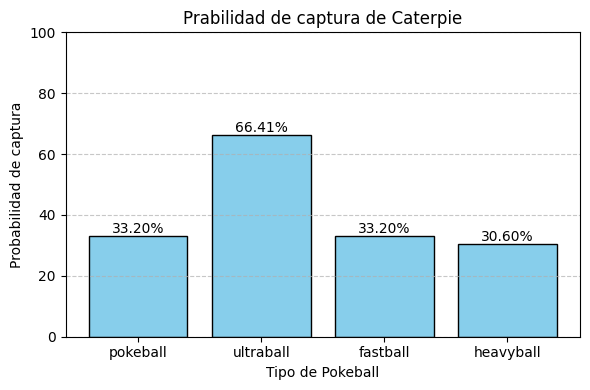 Prabilidad de captura de Caterpie
Probabilidad de captura
100
80
60
40
20
0
33.20%
66.41%
33.20%
30.60%
pokeball
ultraball
fastball
heavyball
Tipo de Pokeball